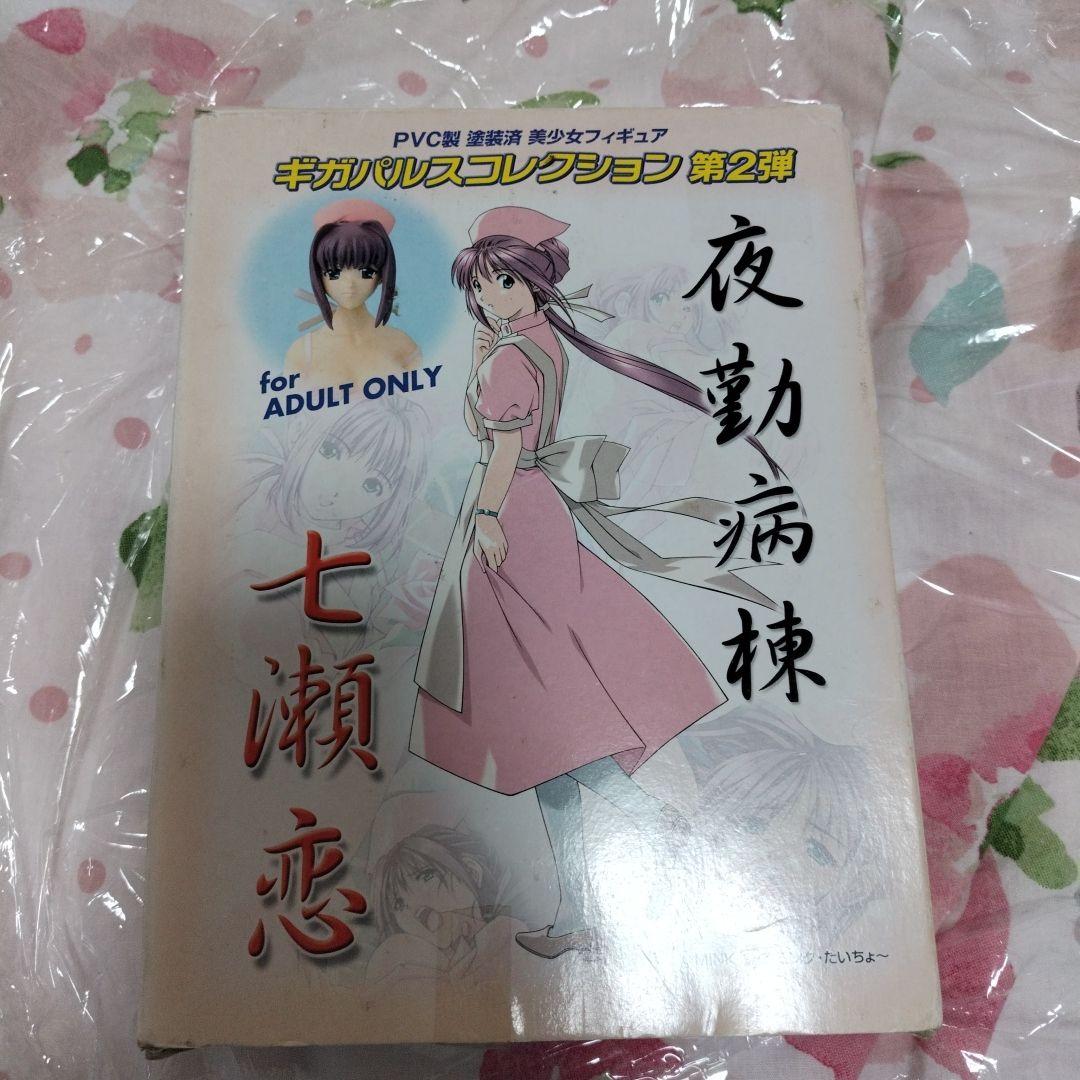 PVC製 塗装済 美少女フィギュア
ギガパルスコレクション 第2弾
夜勤病棟
for
ADULT ONLY
七瀬恋
MINK
・たいちょ〜